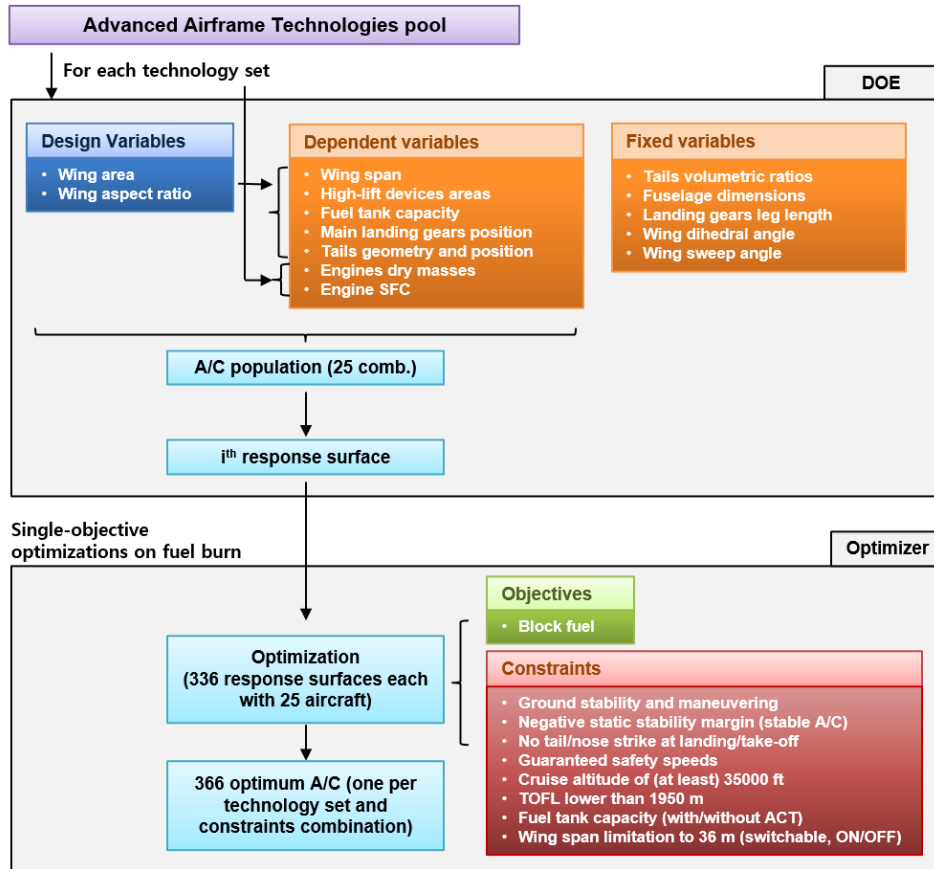 Advanced Airframe Technologies pool
For each technology set
DOE
Design Variables
• Wing area
• Wing aspect ratio
Dependent variables
• Wing span
• High-lift devices areas
• Fuel tank capacity
• Main landing gears position
• Tails geometry and position
• Engines dry masses
• Engine SFC
Fixed variables
• Tails volumetric ratios
• Fuselage dimensions
• Landing gears leg length
• Wing dihedral angle
• Wing sweep angle
A/C population (25 comb.)
ith response surface
Single-objective
optimizations on fuel burn
Optimizer
Objectives
• Block fuel
Optimization
(336 response surfaces each
with 25 aircraft)
Constraints
• Ground stability and maneuvering
• Negative static stability margin (stable A/C)
• No tail/nose strike at landing/take-off
• Guaranteed safety speeds
• Cruise altitude of (at least) 35000 ft
• TOFL lower than 1950 m
• Fuel tank capacity (with/without ACT)
• Wing span limitation to 36 m (switchable, ON/OFF)
366 optimum A/C (one per
technology set and
constraints combination)